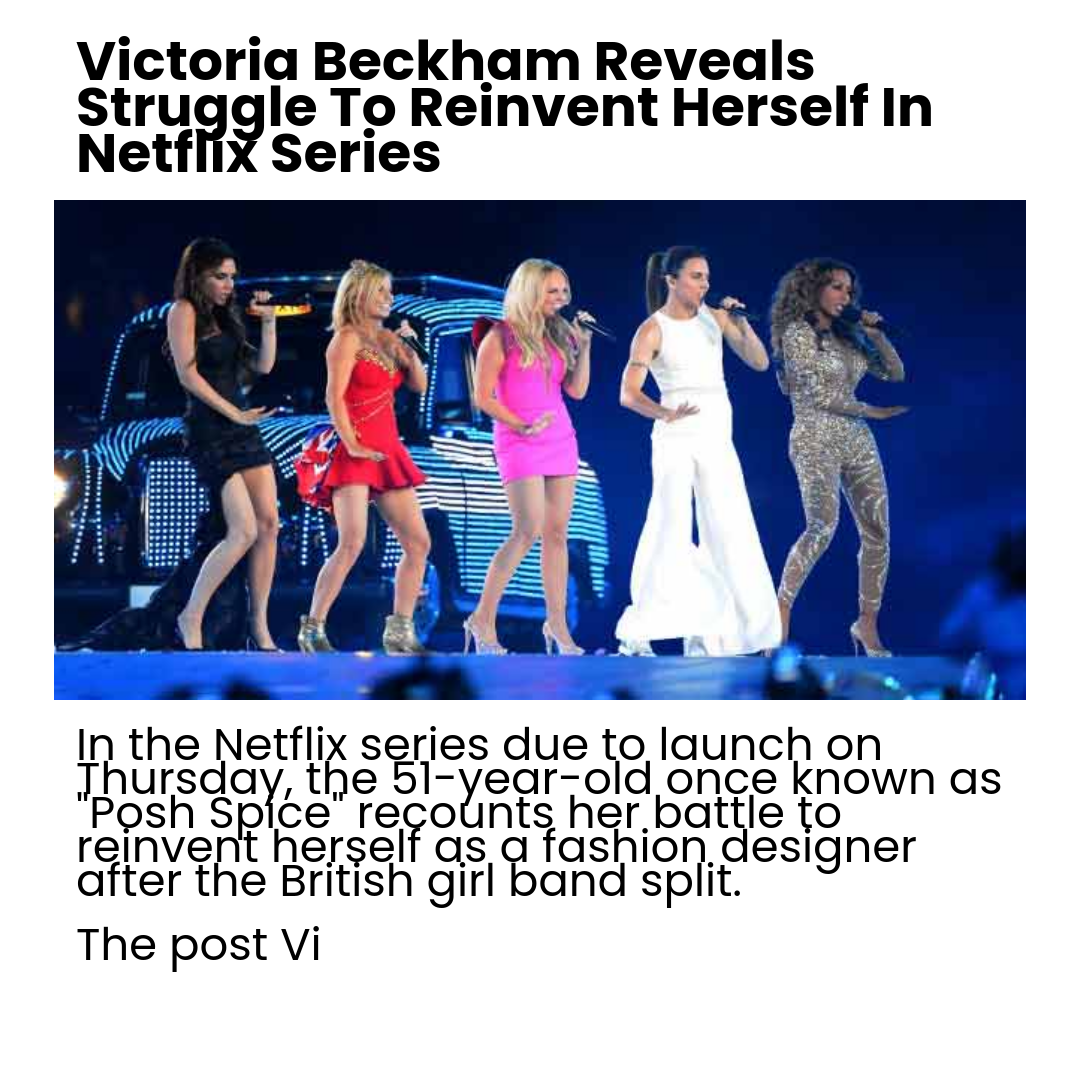 Victoria Beckham Reveals
Struggle To Reinvent Herself In
Netflix Series
In the Netflix series due to launch on
Thursday, the 51-year-old once known as
"Posh Spice" recounts her battle to
reinvent herself as a fashion designer
after the British girl band split.
The post Vi